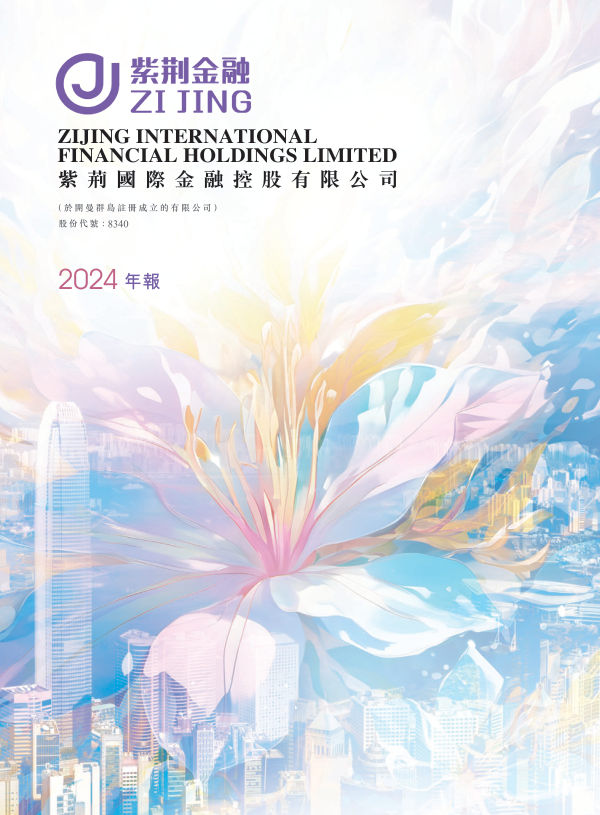 紫荆金融
ZI JING
ZIJING INTERNATIONAL
FINANCIAL HOLDINGS LIMITED
紫荊國際金融控股有限公司
(於開曼群島註冊成立的有限公司)
股份代號:8340
2024 年報